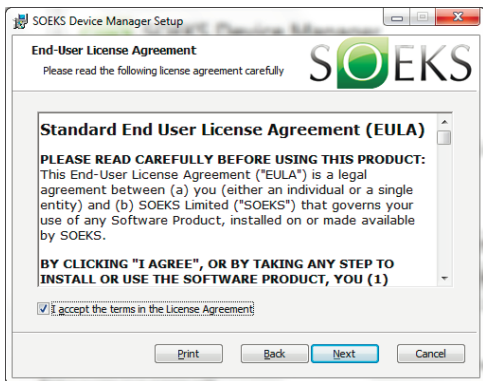 SOEKS Device Manager Setup
End-User License Agreement
Please read the following license agreement carefully
SOEKS
Standard End User License Agreement (EULA)
PLEASE READ CAREFULLY BEFORE USING THIS PRODUCT:
This End-User License Agreement ("EULA") is a legal
agreement between (a) you (either an individual or a single
entity) and (b) SOEKS Limited ("SOEKS") that governs your
use of any Software Product, installed on or made available
by SOEKS.
BY CLICKING "I AGREE", OR BY TAKING ANY STEP TO
INSTALL OR USE THE SOFTWARE PRODUCT, YOU (1)
I accept the terms in the License Agreement
Print Back Next Cancel